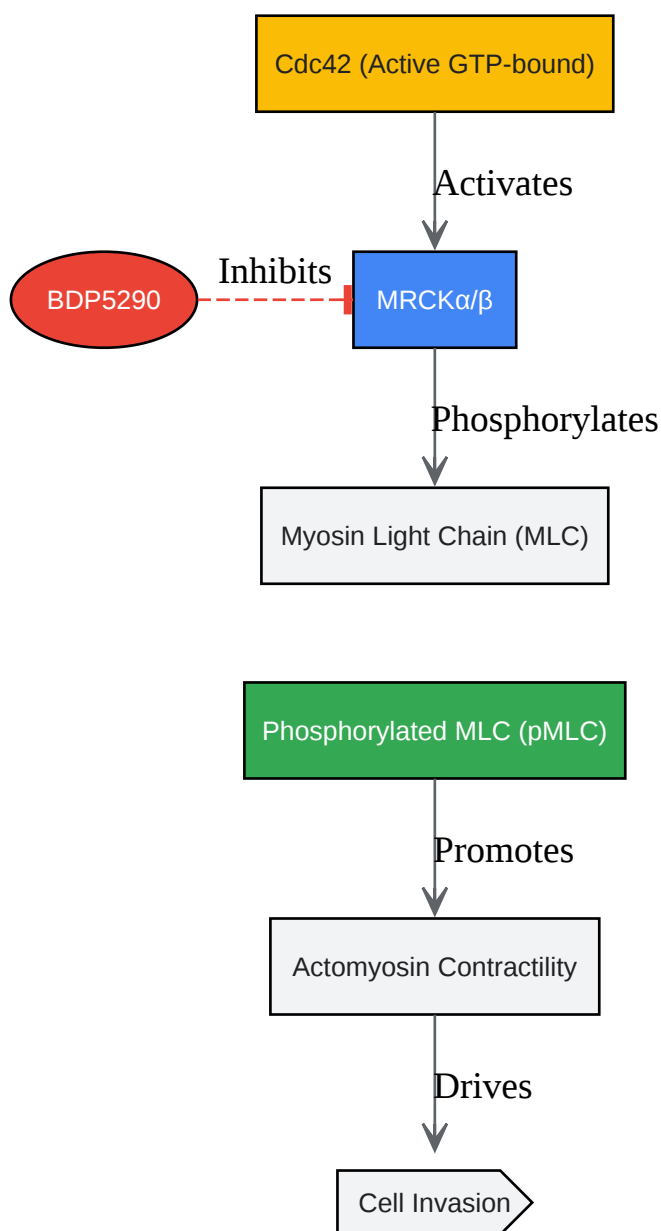 Cdc42 (Active GTP-bound)
Activates
Inhibits
BDP5290
MRCKα/β
Phosphorylates
Myosin Light Chain (MLC)
Phosphorylated MLC (pMLC)
Promotes
Actomyosin Contractility
Drives
Cell Invasion